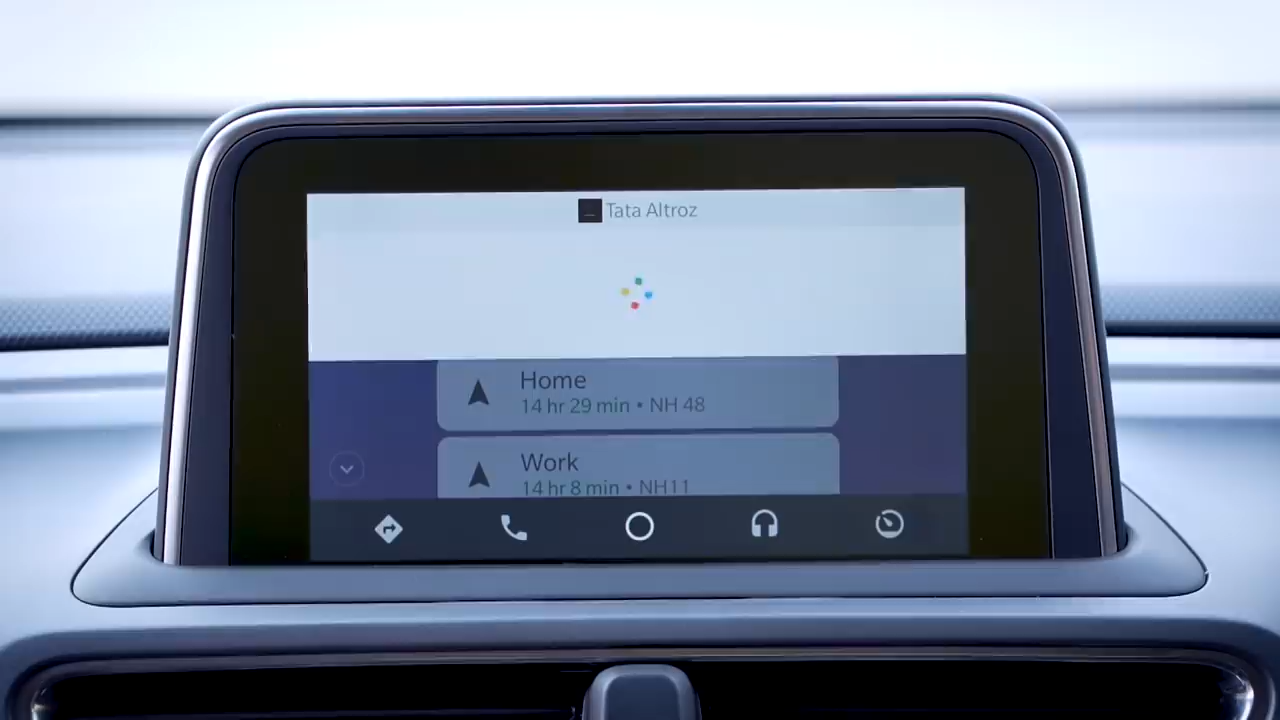 Tata Altroz
Home
14 hr 29 min • NH 48
Work
14 hr 8 min • NH11